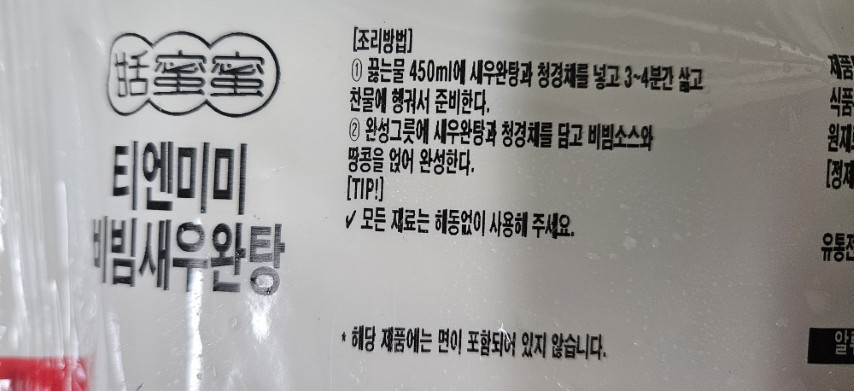 甛蜜蜜
티엔미미
비빔새우완탕
[조리방법]
① 끓는물 450ml에 새우완탕과 청경채를 넣고 3~4분간 삶고
찬물에 헹궈서 준비한다.
② 완성그릇에 새우완탕과 청경채를 담고 비빔소스와
땅콩을 얹어 완성한다.
[TIP!]
✓ 모든 재료는 해동없이 사용해 주세요.
* 해당 제품에는 면이 포함되어 있지 않습니다.
제품
식품
원재
[정제
유통전